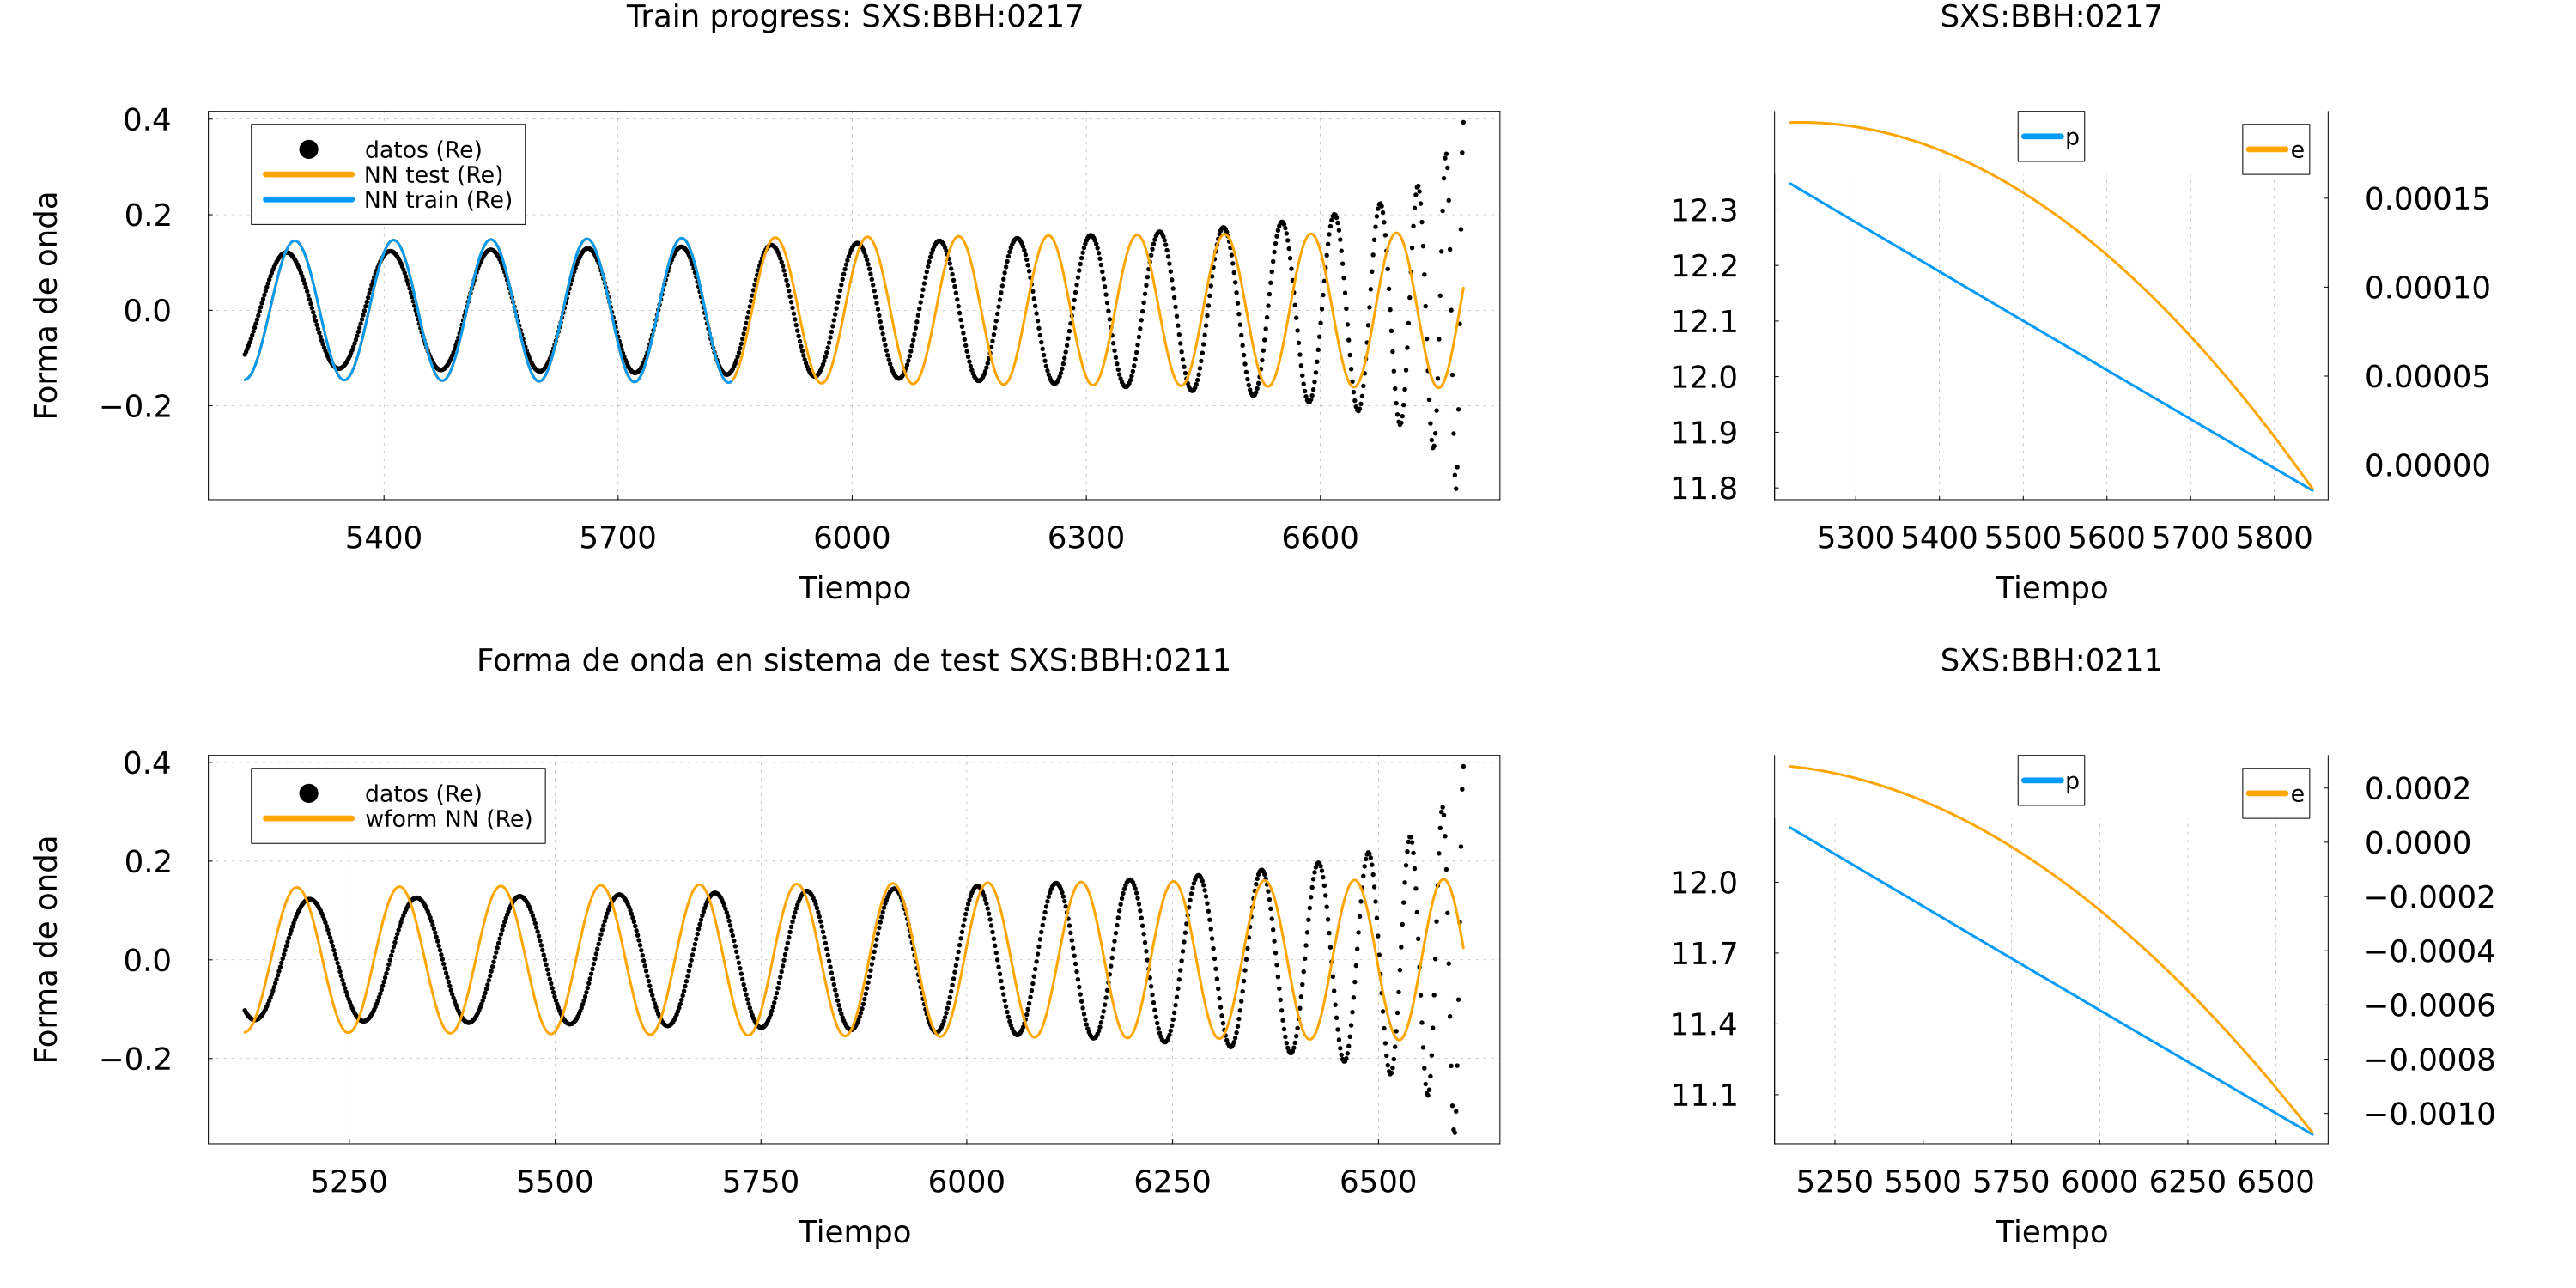 Train progress: SXS:BBH:0217
Forma de onda
0.4
0.2
0.0
−0.2
datos (Re)
NN test (Re)
NN train (Re)
5400 5700 6000 6300 6600
Tiempo
SXS:BBH:0217
12.3
12.2
12.1
12.0
11.9
11.8
p
e
0.00015
0.00010
0.00005
0.00000
5300 5400 5500 5600 5700 5800
Tiempo
Forma de onda en sistema de test SXS:BBH:0211
Forma de onda
0.4
0.2
0.0
−0.2
datos (Re)
wform NN (Re)
5250 5500 5750 6000 6250 6500
Tiempo
SXS:BBH:0211
12.0
11.7
11.4
11.1
p
e
0.0002
0.0000
−0.0002
−0.0004
−0.0006
−0.0008
−0.0010
5250 5500 5750 6000 6250 6500
Tiempo